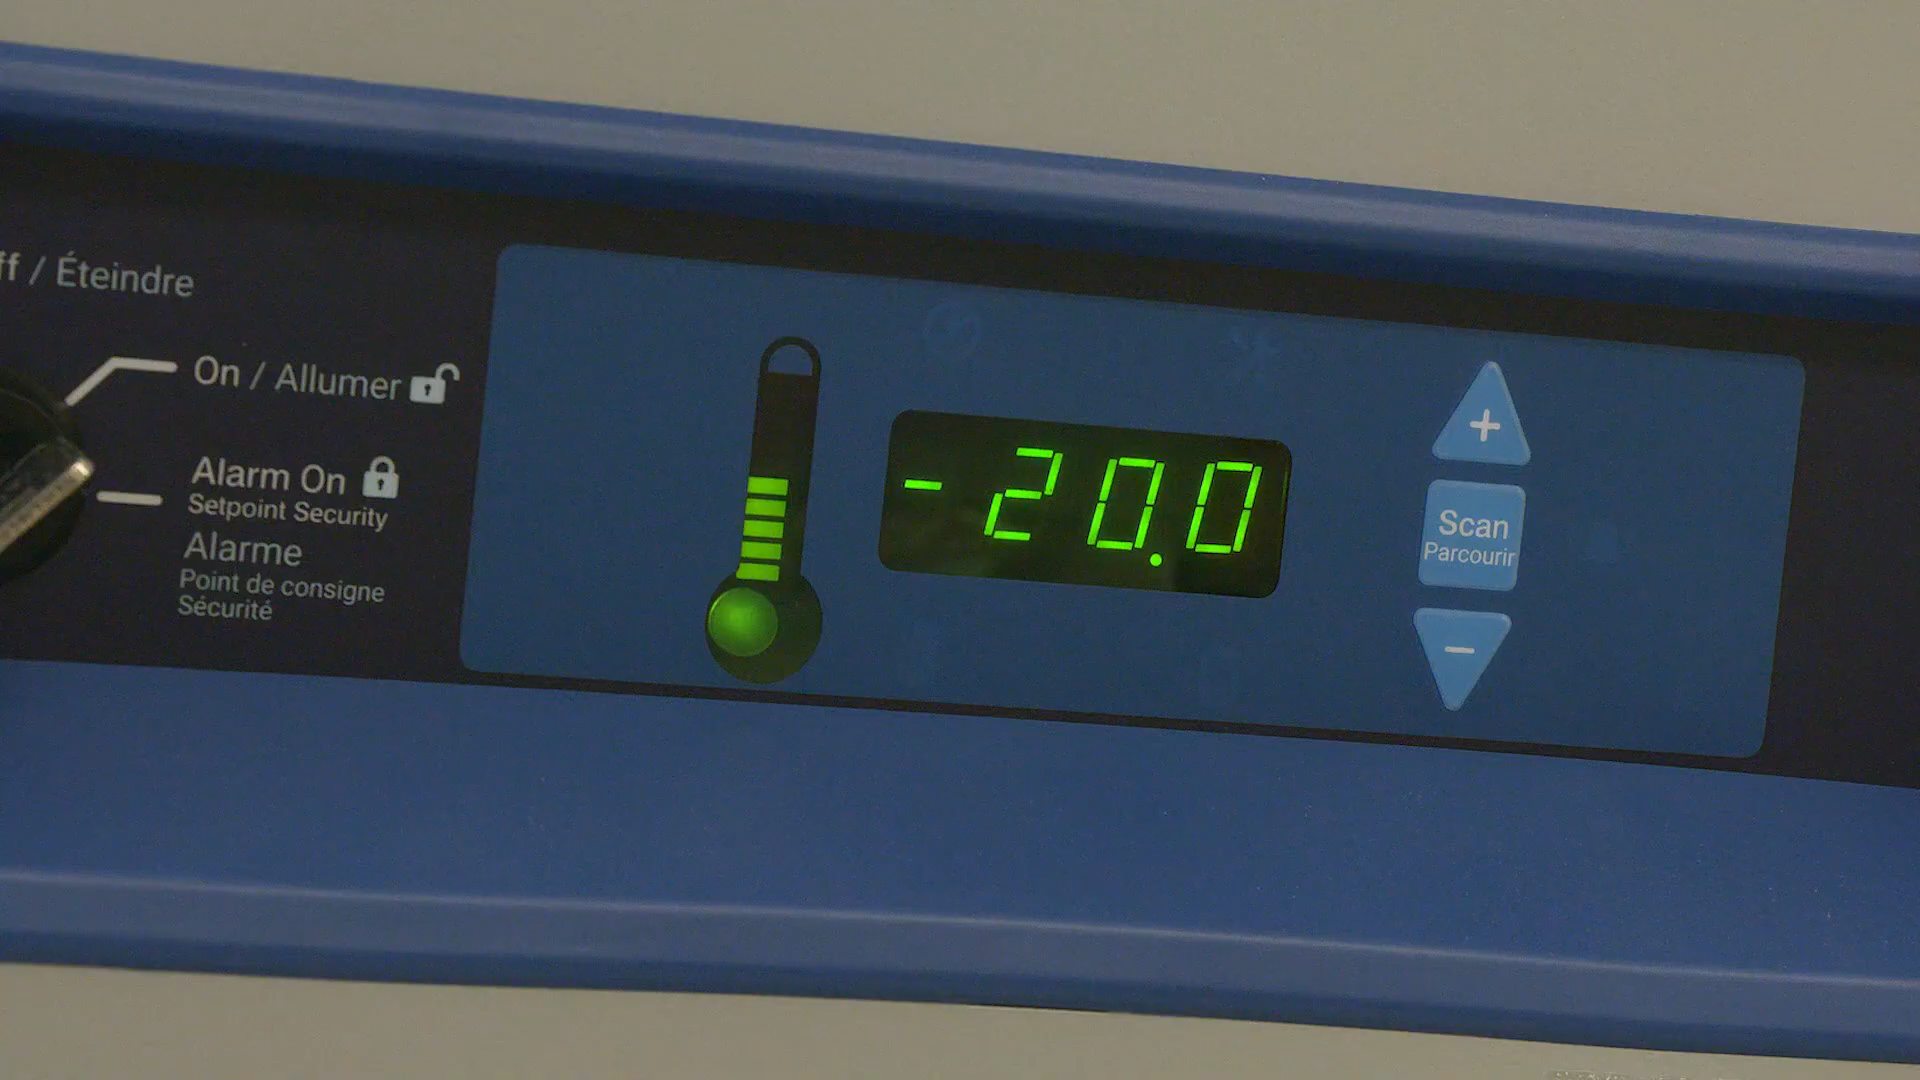 ff / Éteindre
On / Allumer
Alarm On
Setpoint Security
Alarme
Point de consigne
Sécurité
-20.0
+
Scan
Parcourir
−